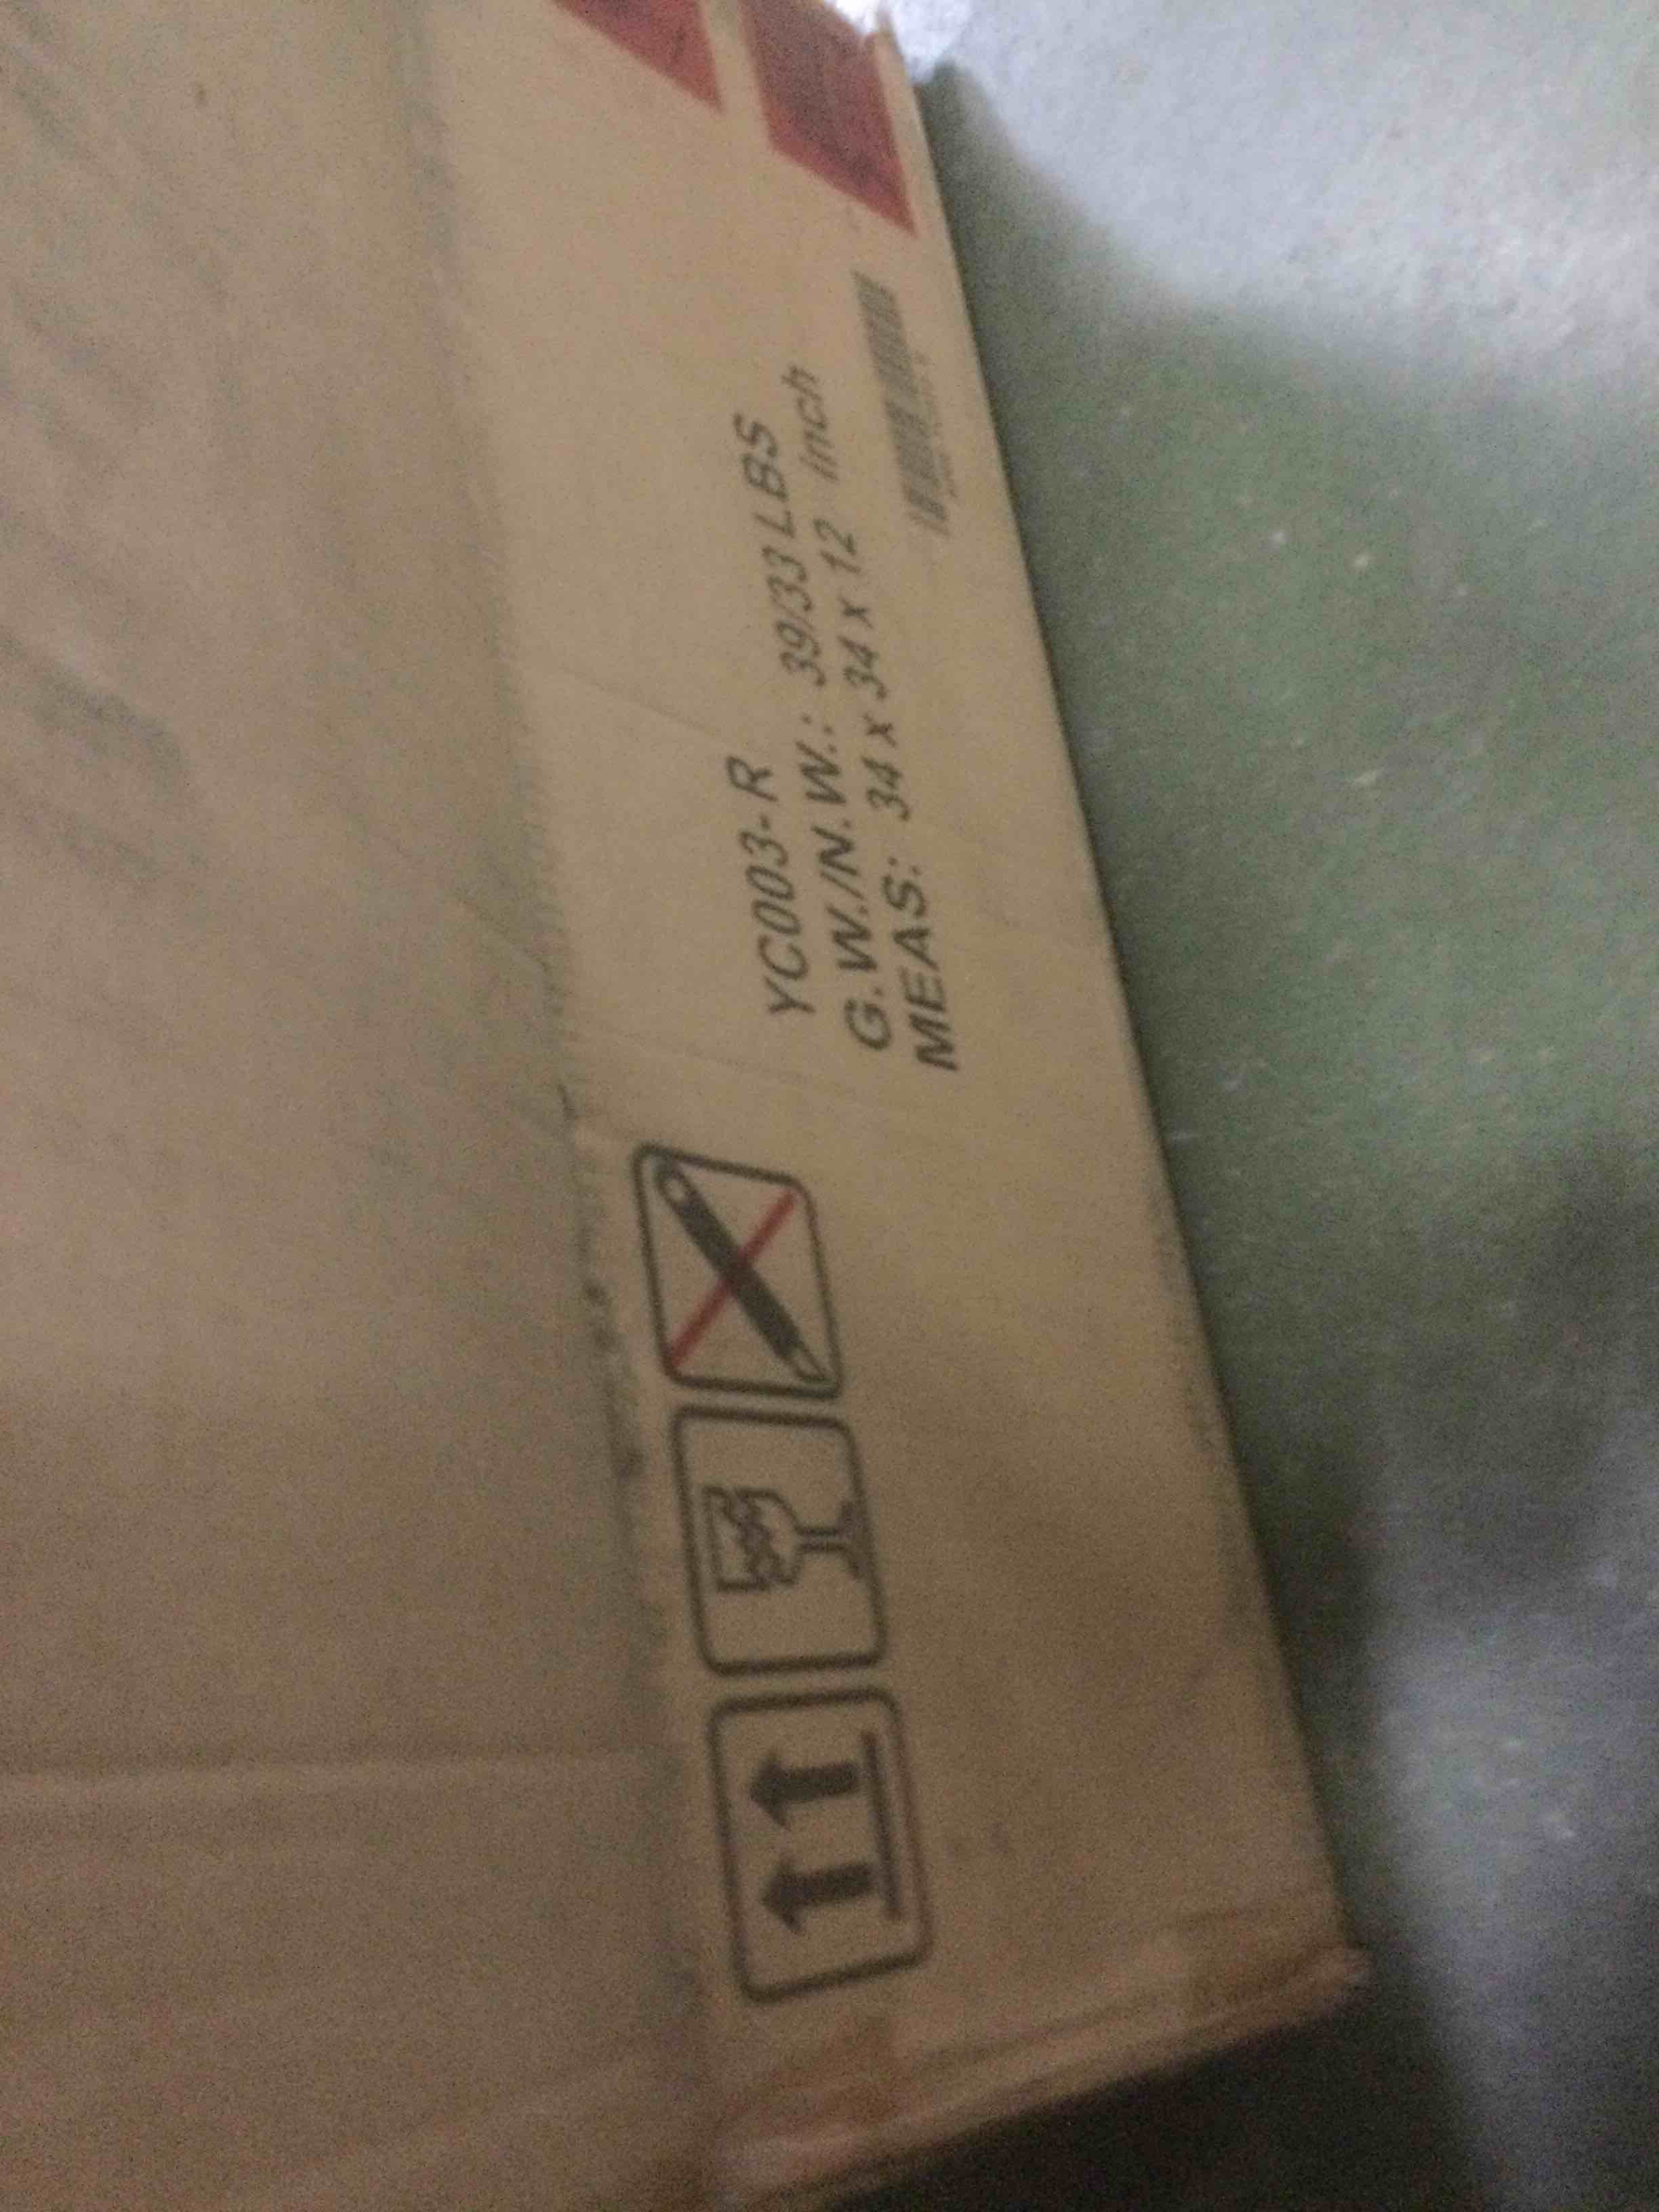 YC003-R
G.W./N.W.: 39/33 LBS
MEAS: 34 x 34 x 12 inch